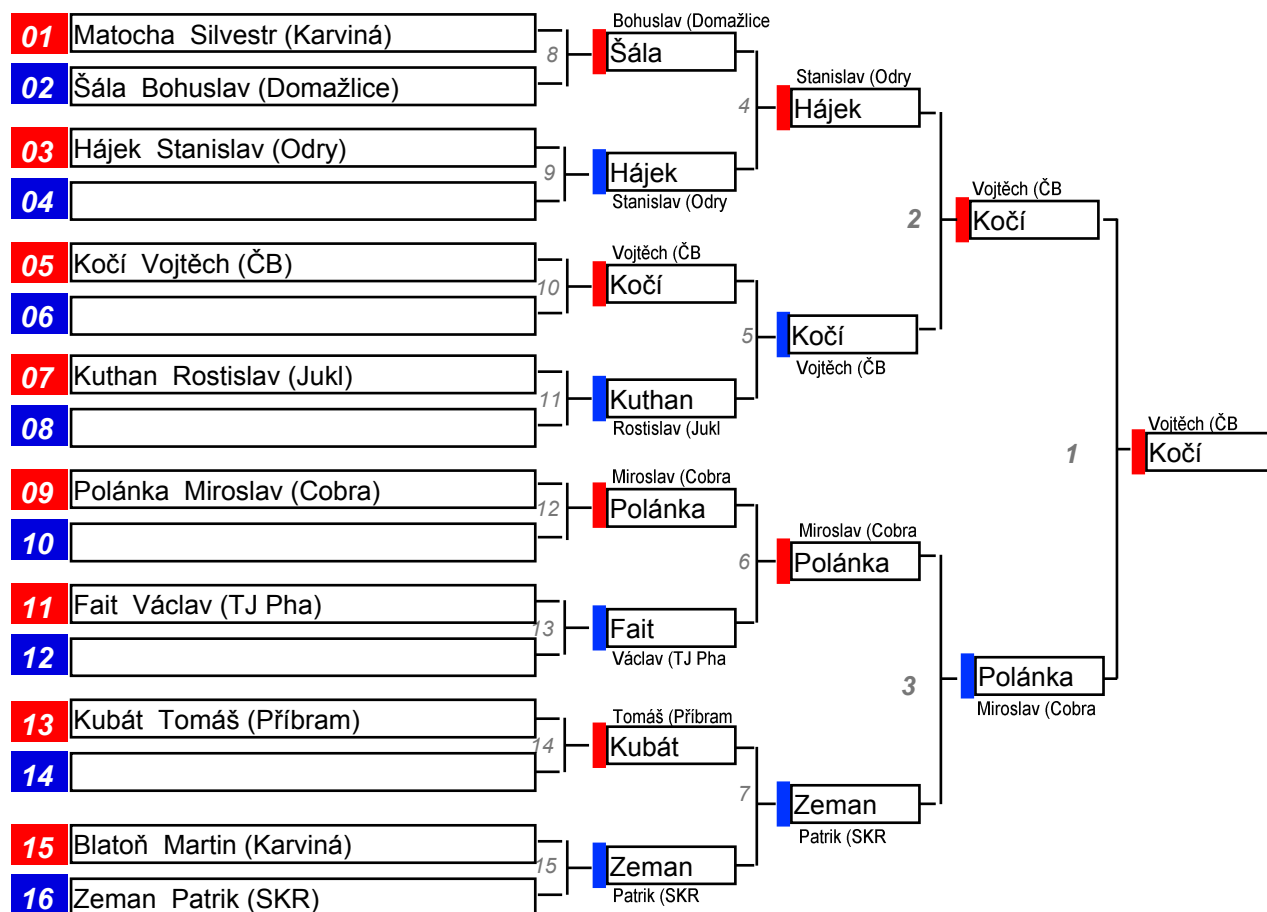 01 Matocha Silvestr (Karviná)
02 Šála Bohuslav (Domažlice)
03 Hájek Stanislav (Odry)
04
05 Kočí Vojtěch (ČB)
06
07 Kuthan Rostislav (Jukl)
08
09 Polánka Miroslav (Cobra)
10
11 Fait Václav (TJ Pha)
12
13 Kubát Tomáš (Příbram)
14
15 Blatoň Martin (Karviná)
16 Zeman Patrik (SKR)
8
9
10
11
12
13
14
15
Bohuslav (Domažlice
Šála
Hájek
Stanislav (Odry
Vojtěch (ČB
Kočí
Kuthan
Rostislav (Jukl
Miroslav (Cobra
Polánka
Fait
Václav (TJ Pha
Tomáš (Příbram
Kubát
Zeman
Patrik (SKR
4
5
6
7
Stanislav (Odry
Hájek
Kočí
Vojtěch (ČB
Miroslav (Cobra
Polánka
Zeman
Patrik (SKR
2
3
Vojtěch (ČB
Kočí
Polánka
Miroslav (Cobra
1
Vojtěch (ČB
Kočí